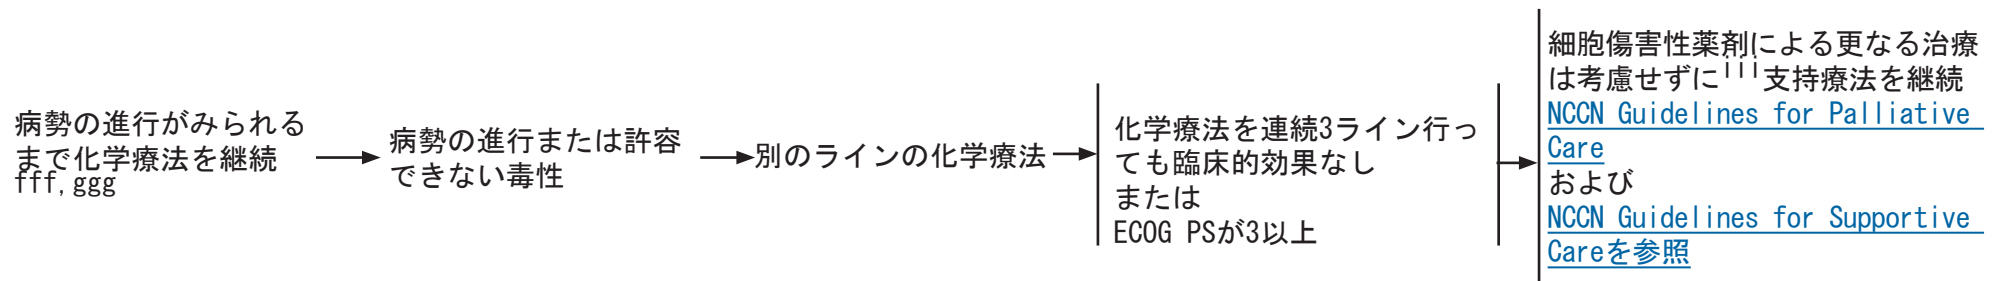 病勢の進行がみられる
まで化学療法を継続
fff, ggg
病勢の進行または許容
できない毒性
別のラインの化学療法
化学療法を連続3ライン行っ
ても臨床的効果なし
または
ECOG PSが3以上
細胞傷害性薬剤による更なる治療
は考慮せずにiii支持療法を継続
NCCN Guidelines for Palliative
Care
および
NCCN Guidelines for Supportive
Careを参照